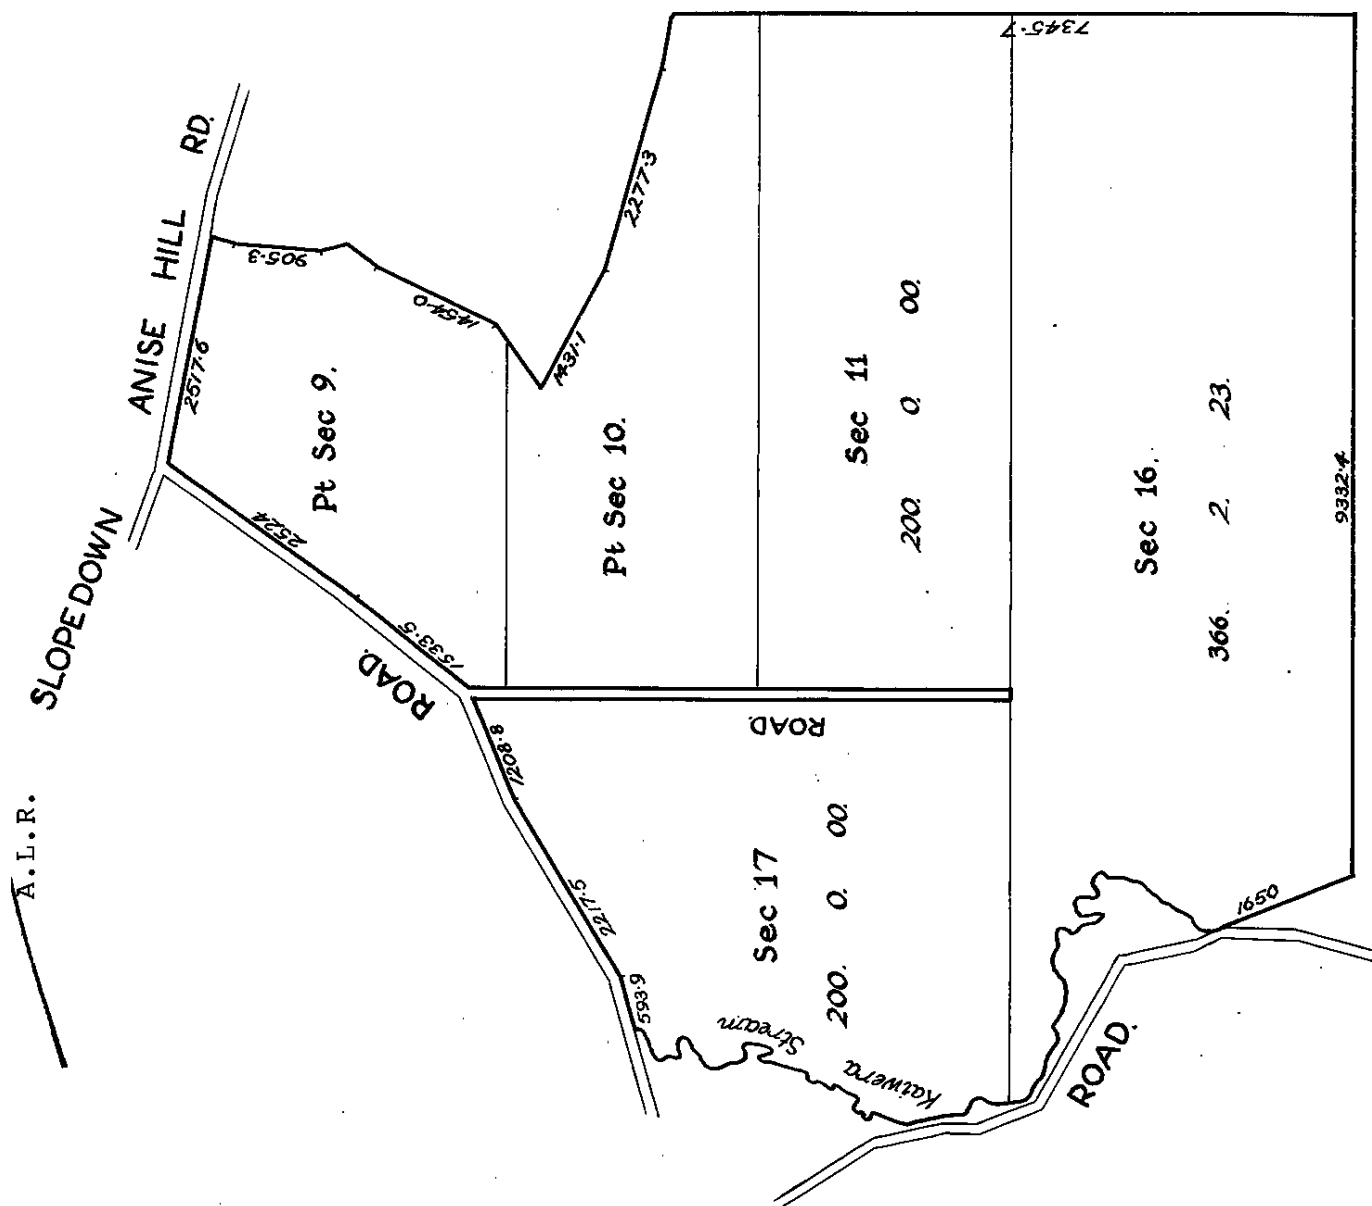 A.L.R.
SLOPEDOWN
ANISE HILL RD.
2517.6
905.3
1454.0
1431.1
2277.3
7345.7
2524
1533.5
1208.8
2217.5
593.9
ROAD.
Pt Sec 9.
Pt Sec 10.
Sec 11
200. 0. 00.
ROAD.
Sec 17
200. 0. 00.
Sec 16.
366. 2. 23.
9332.4
1650
Kaiwera Stream
ROAD.